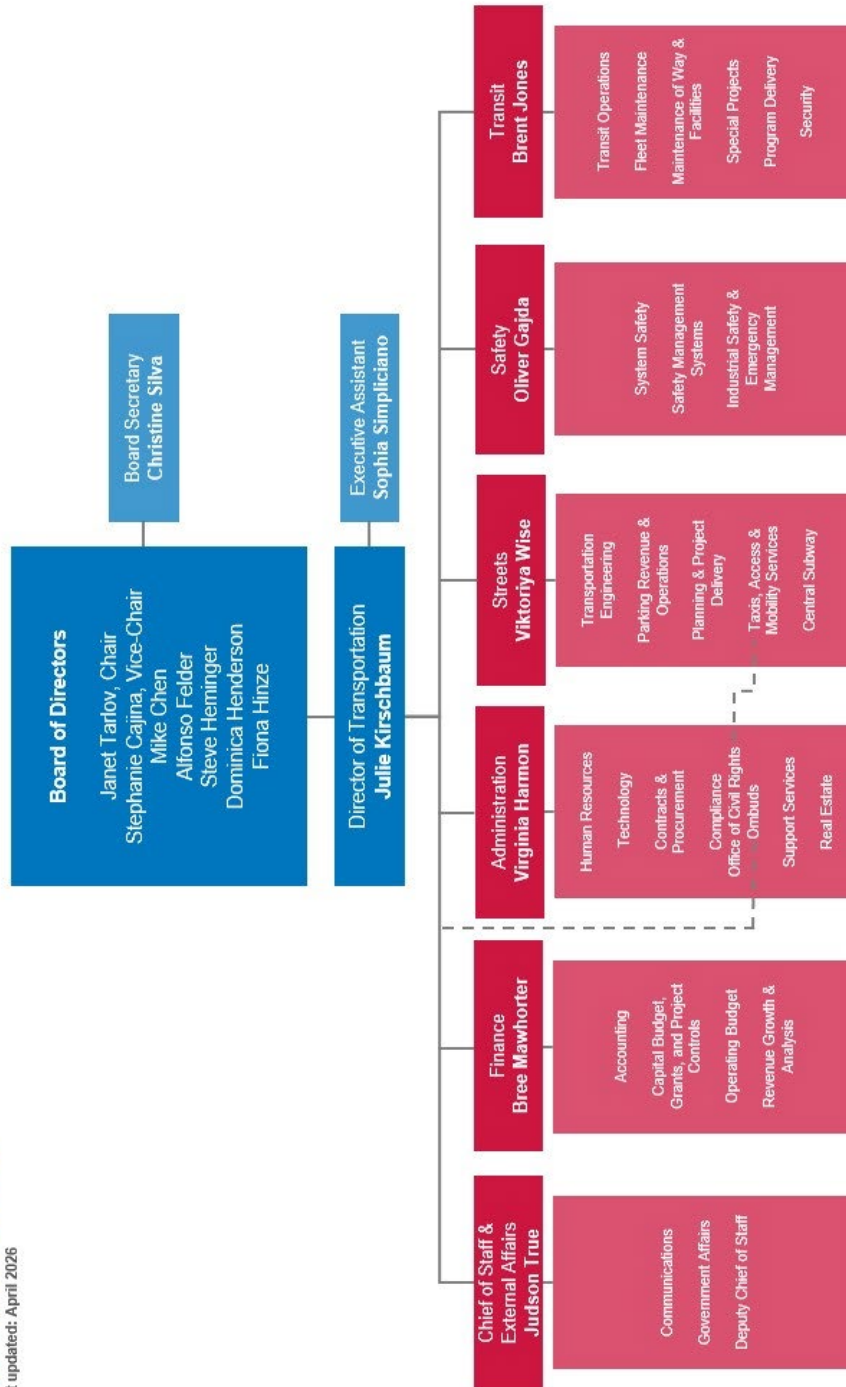 t updated: April 2026
Board of Directors
Janet Tarlov, Chair
Stephanie Cajina, Vice-Chair
Mike Chen
Alfonso Felder
Steve Heminger
Dominica Henderson
Fiona Hinze
Board Secretary
Christine Silva
Director of Transportation
Julie Kirschbaum
Executive Assistant
Sophia Simpliciano
Chief of Staff &
External Affairs
Judson True
Communications
Government Affairs
Deputy Chief of Staff
Finance
Bree Mawhorter
Accounting
Capital Budget,
Grants, and Project
Controls
Operating Budget
Revenue Growth &
Analysis
Administration
Virginia Harmon
Human Resources
Technology
Contracts &
Procurement
Compliance
Office of Civil Rights
Ombuds
Support Services
Real Estate
Streets
Viktoriya Wise
Transportation
Engineering
Parking Revenue &
Operations
Planning & Project
Delivery
Taxis, Access &
Mobility Services
Central Subway
Safety
Oliver Gajda
System Safety
Safety Management
Systems
Industrial Safety &
Emergency
Management
Transit
Brent Jones
Transit Operations
Fleet Maintenance
Maintenance of Way &
Facilities
Special Projects
Program Delivery
Security